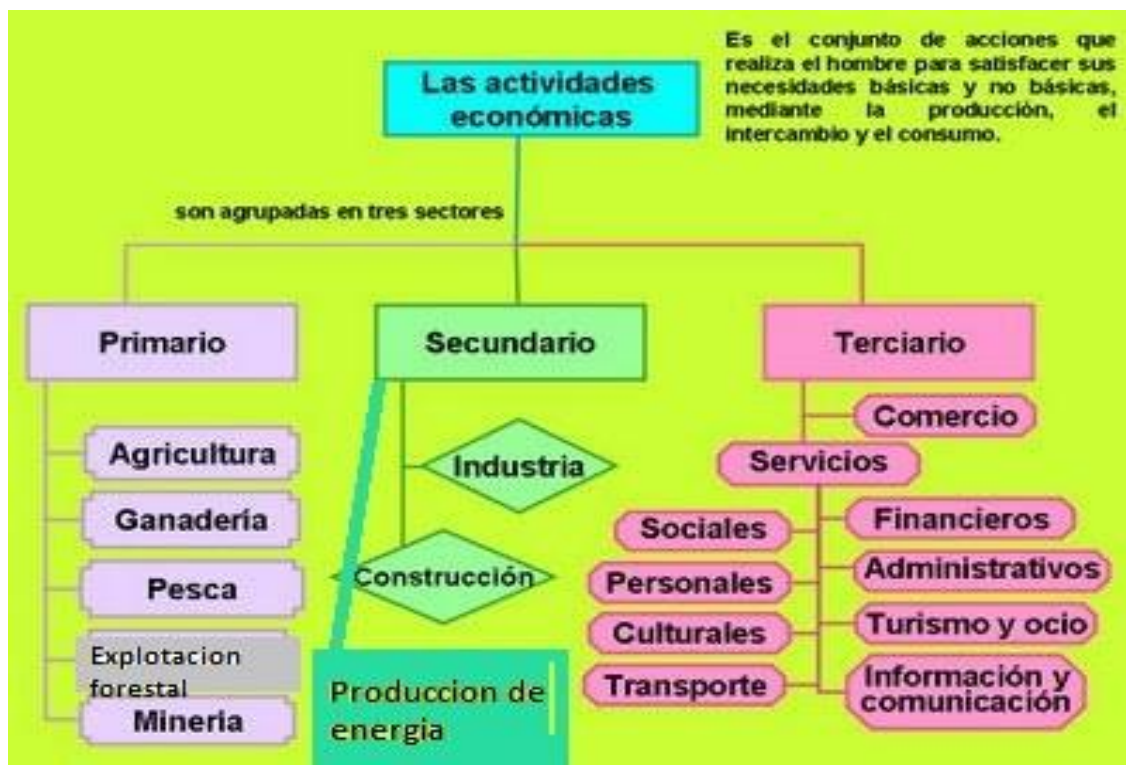 Las actividades
económicas
Es el conjunto de acciones que
realiza el hombre para satisfacer sus
necesidades básicas y no básicas,
mediante la producción, el
intercambio y el consumo.
son agrupadas en tres sectores
Primario
Agricultura
Ganadería
Pesca
Explotacion
forestal
Minería
Secundario
Industria
Construcción
Produccion de
energia
Terciario
Comercio
Servicios
Sociales
Personales
Culturales
Transporte
Financieros
Administrativos
Turismo y ocio
Información y
comunicación